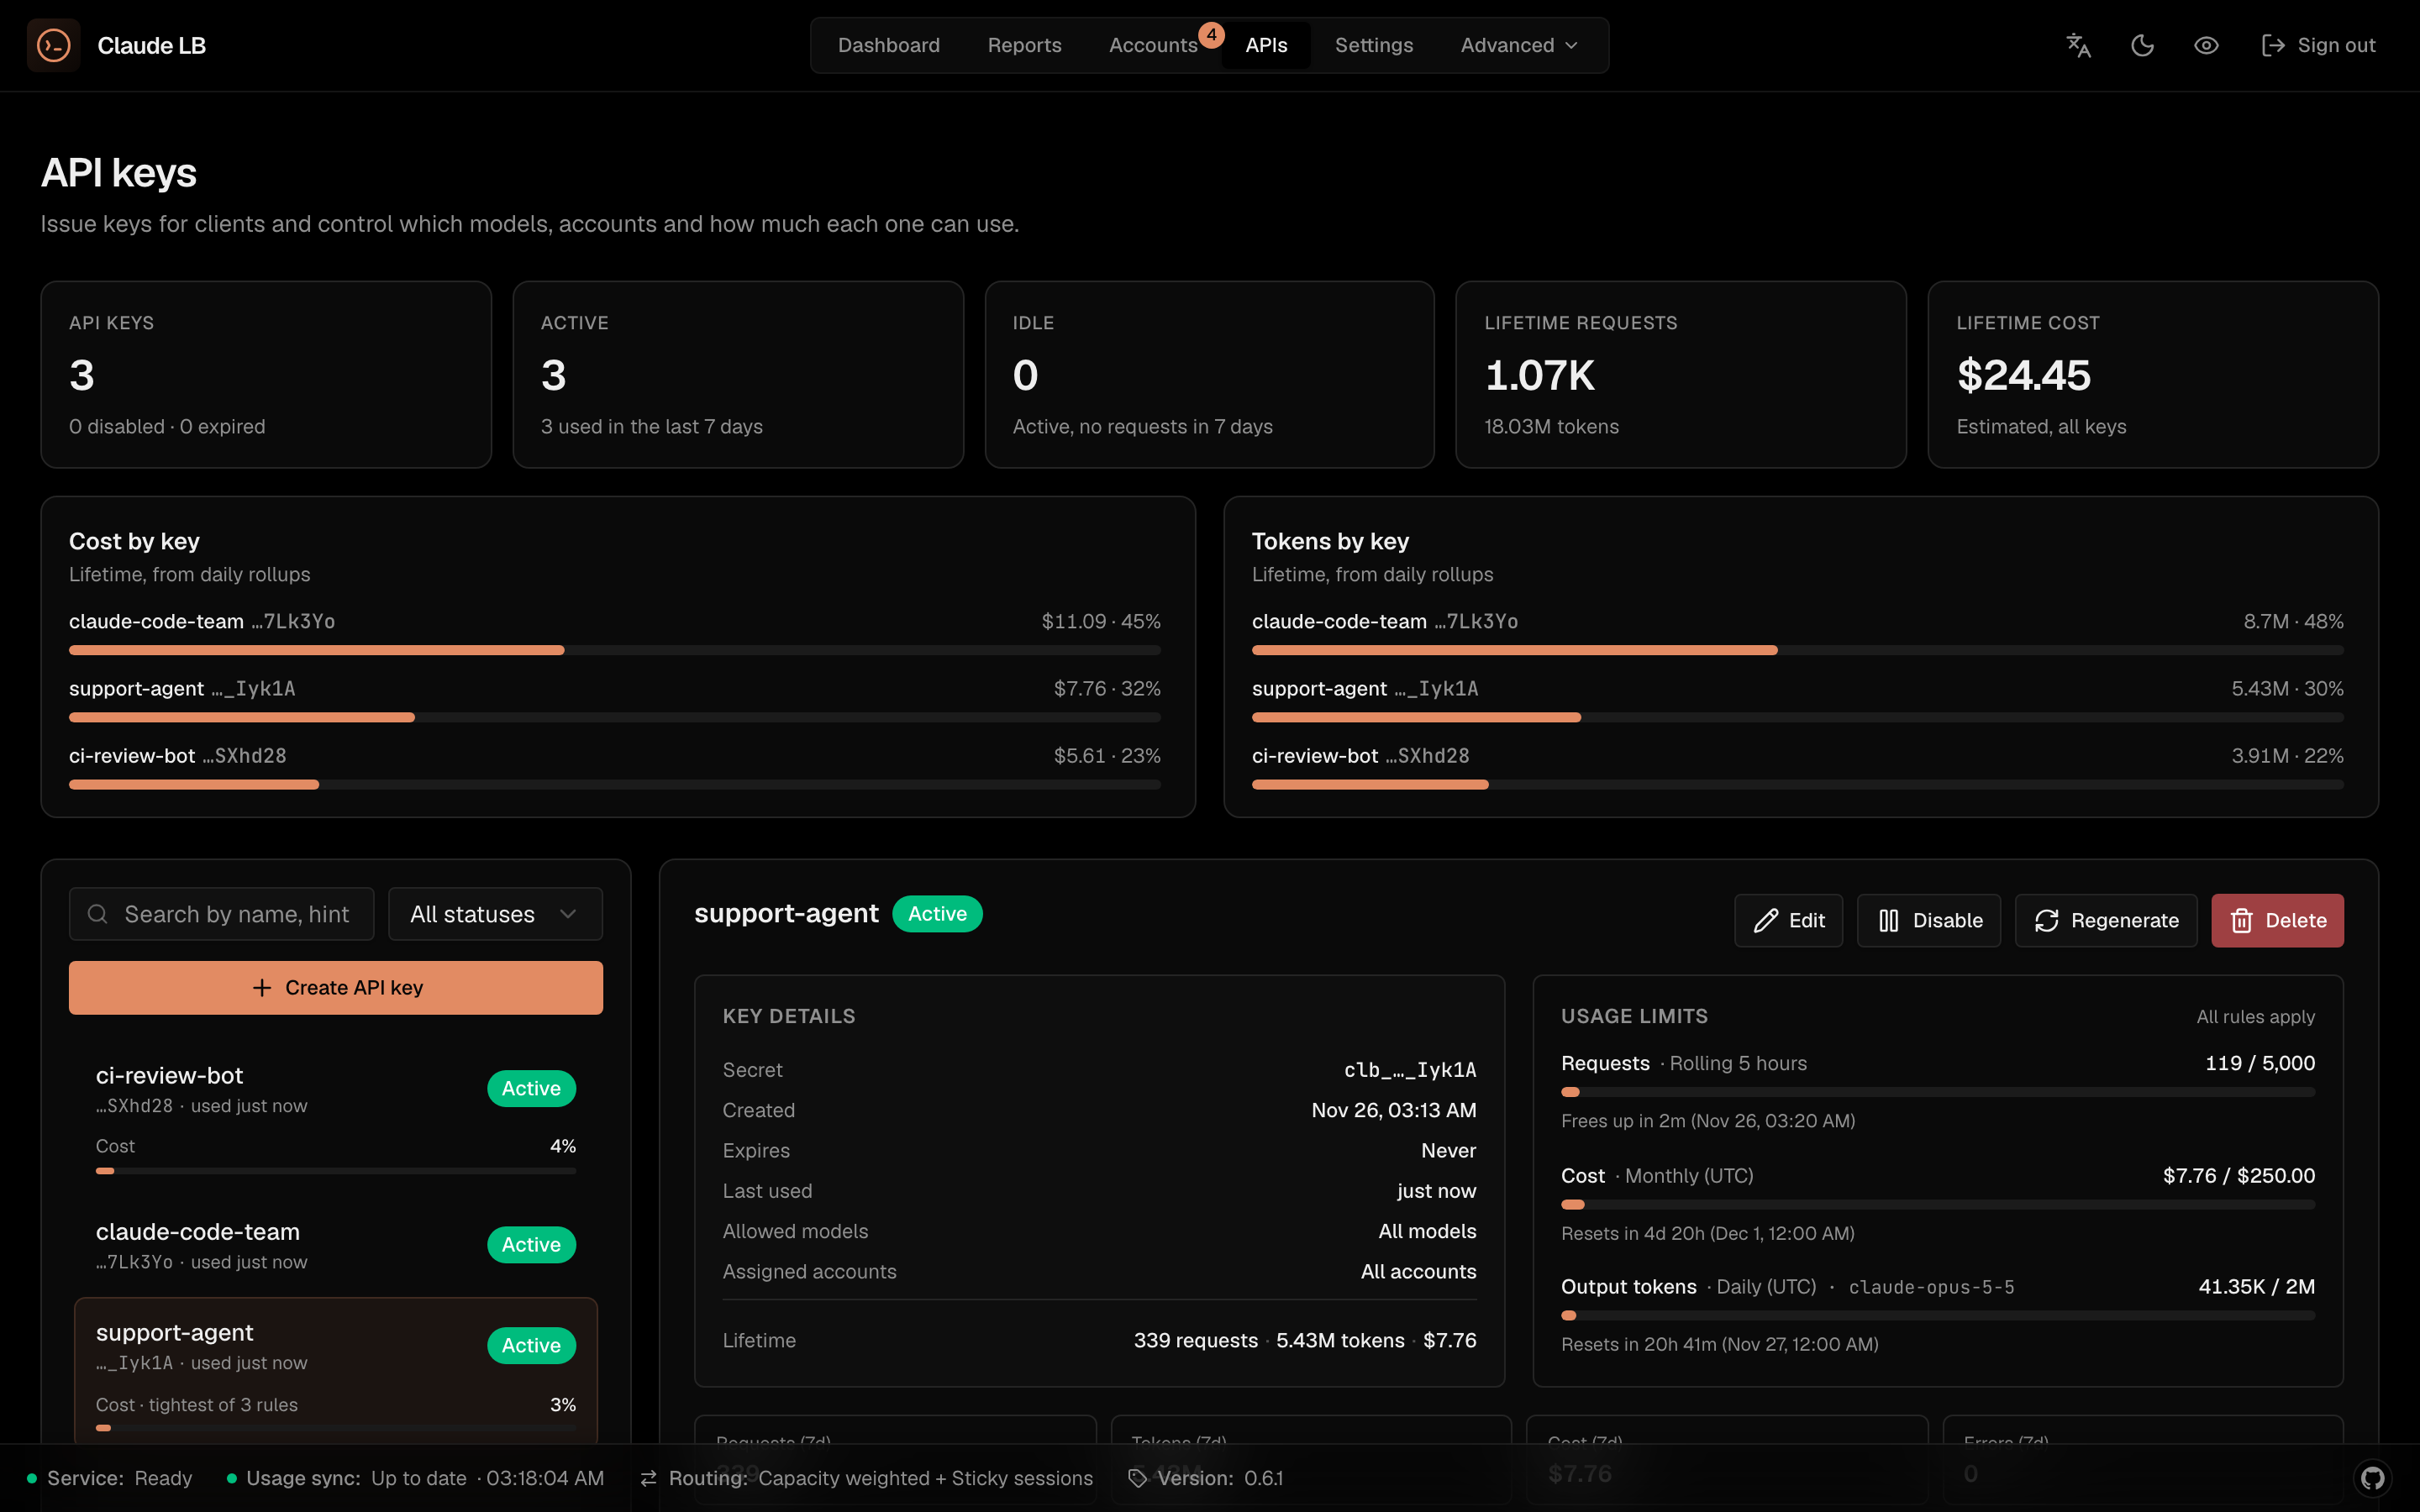 Claude LB
Dashboard
Reports
Accounts 4
APIs
Settings
Advanced
Sign out
API keys
Issue keys for clients and control which models, accounts and how much each one can use.
API KEYS
3
0 disabled · 0 expired
ACTIVE
3
3 used in the last 7 days
IDLE
0
Active, no requests in 7 days
LIFETIME REQUESTS
1.07K
18.03M tokens
LIFETIME COST
$24.45
Estimated, all keys
Cost by key
Lifetime, from daily rollups
claude-code-team …7Lk3Yo $11.09 · 45%
support-agent …_Iyk1A $7.76 · 32%
ci-review-bot …SXhd28 $5.61 · 23%
Tokens by key
Lifetime, from daily rollups
claude-code-team …7Lk3Yo 8.7M · 48%
support-agent …_Iyk1A 5.43M · 30%
ci-review-bot …SXhd28 3.91M · 22%
Search by name, hint
All statuses
Create API key
ci-review-bot
…SXhd28 · used just now
Active
Cost 4%
claude-code-team
…7Lk3Yo · used just now
Active
support-agent
…_Iyk1A · used just now
Active
Cost · tightest of 3 rules 3%
support-agent Active
Edit
Disable
Regenerate
Delete
KEY DETAILS
Secret clb_…_Iyk1A
Created Nov 26, 03:13 AM
Expires Never
Last used just now
Allowed models All models
Assigned accounts All accounts
Lifetime 339 requests · 5.43M tokens · $7.76
USAGE LIMITS All rules apply
Requests · Rolling 5 hours 119 / 5,000
Frees up in 2m (Nov 26, 03:20 AM)
Cost · Monthly (UTC) $7.76 / $250.00
Resets in 4d 20h (Dec 1, 12:00 AM)
Output tokens · Daily (UTC) · claude-opus-5-5 41.35K / 2M
Resets in 20h 41m (Nov 27, 12:00 AM)
Requests (7d)
339
Tokens (7d)
5.43M
Cost (7d)
$7.76
Errors (7d)
0
Service: Ready
Usage sync: Up to date · 03:18:04 AM
Routing: Capacity weighted + Sticky sessions
Version: 0.6.1